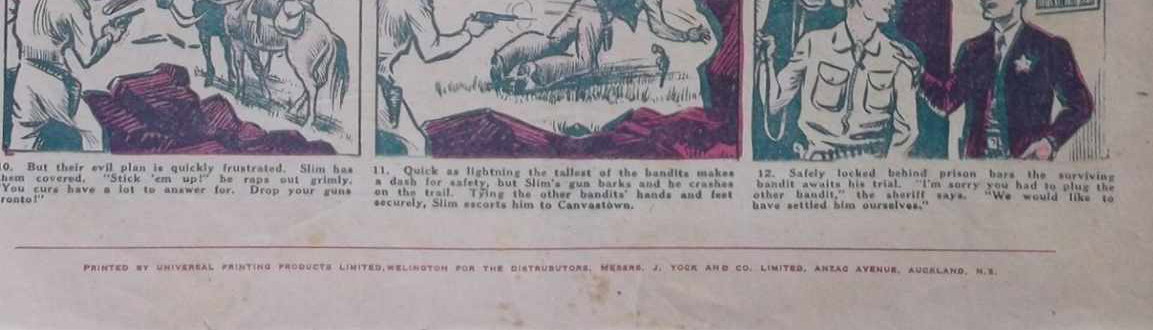 10. But their evil plan is quickly frustrated. Slim has
them covered. "Stick 'em up!" he raps out grimly.
"You curs have a lot to answer for. Drop your guns
pronto!"
11. Quick as lightning the tallest of the bandits makes
a dash for safety, but Slim's gun barks and he crashes
on the trail. Tying the other bandits' hands and feet
securely, Slim escorts him to Canvastown.
12. Safely locked behind prison bars the surviving
bandit awaits his trial. "I'm sorry you had to plug the
other bandit," the sheriff says. "We would like to
have settled him ourselves."
PRINTED BY UNIVERSAL PRINTING PRODUCTS LIMITED, WELINGTON FOR THE DISTRUBUTORS, MESSRS. J. YOCK AND CO. LIMITED, ANZAC AVENUE, AUCKLAND, N.Z.